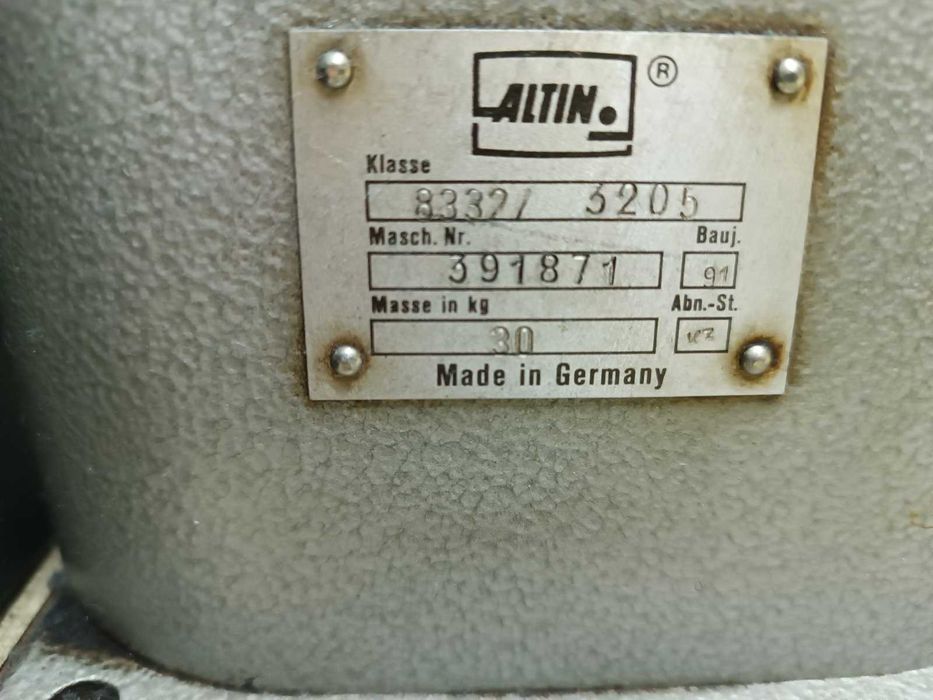 ALTIN. ®
Klasse
8332/ 3205
Masch. Nr. Bauj.
391871 91
Masse in kg Abn.-St.
30
Made in Germany